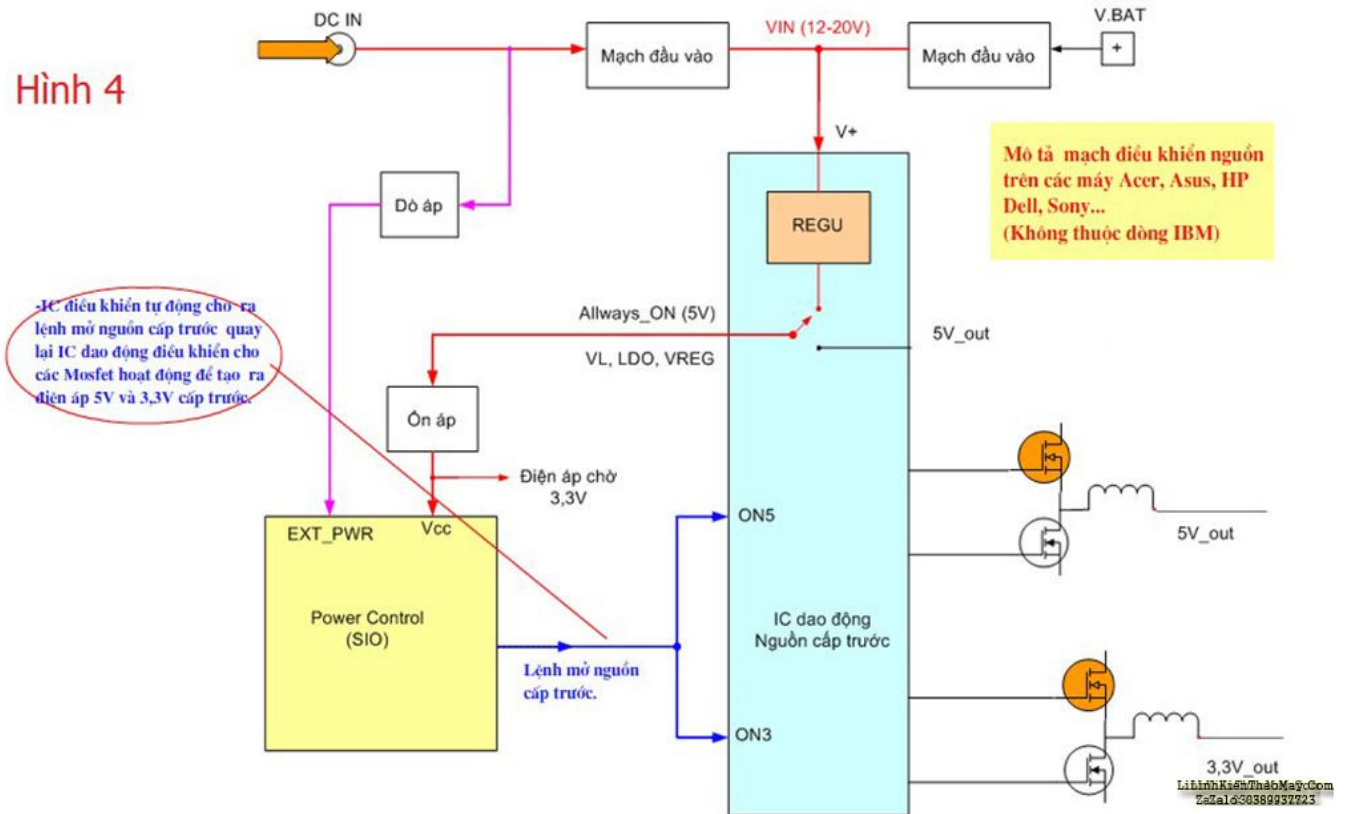 DC IN
V.BAT
VIN (12-20V)
Mạch đầu vào
Mạch đầu vào
+
Hình 4
V+
Mô tả mạch điều khiển nguồn
trên các máy Acer, Asus, HP
Dell, Sony...
(Không thuộc dòng IBM)
Dò áp
REGU
-IC điều khiển tự động cho ra
lệnh mở nguồn cấp trước quay
lại IC dao động điều khiển cho
các Mosfet hoạt động để tạo ra
điện áp 5V và 3,3V cấp trước.
Allways_ON (5V)
5V_out
VL, LDO, VREG
Ổn áp
Điện áp chờ
3,3V
EXT_PWR
Vcc
ON5
5V_out
Power Control
(SIO)
IC dao động
Nguồn cấp trước
Lệnh mở nguồn
cấp trước.
ON3
3,3V_out